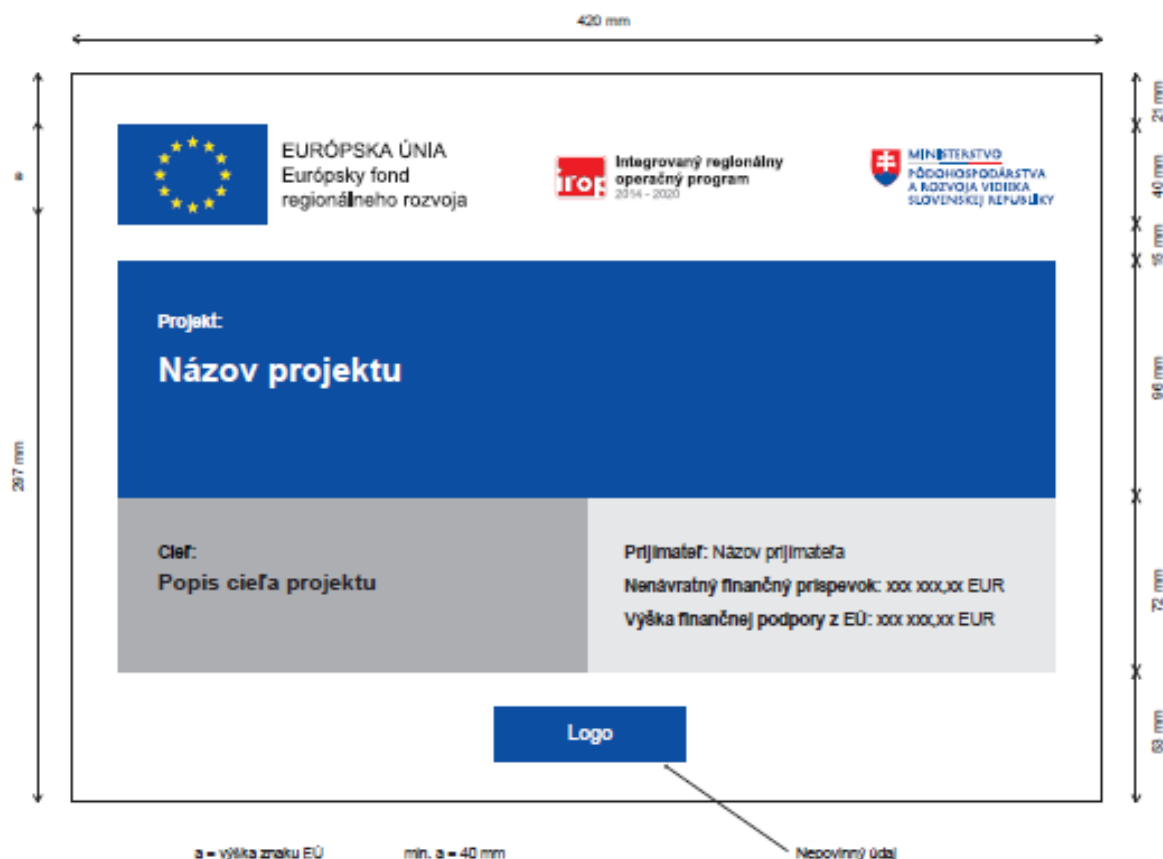 420 mm
21 mm
EURÓPSKA ÚNIA
Európsky fond
regionálneho rozvoja
irop
Integrovaný regionálny
operačný program
2014 - 2020
MINISTERSTVO
PÔDOHOSPODÁRSTVA
A ROZVOJA VIDIEKA
SLOVENSKEJ REPUBLIKY
a
40 mm
15 mm
Projekt:
Názov projektu
96 mm
297 mm
Cieľ:
Popis cieľa projektu
Prijímateľ: Názov prijímateľa
Nenávratný finančný príspevok: xxx xxx,xx EUR
Výška finančnej podpory z EÚ: xxx xxx,xx EUR
72 mm
Logo
53 mm
a = výška znaku EÚ
min. a = 40 mm
Nepovinný údaj